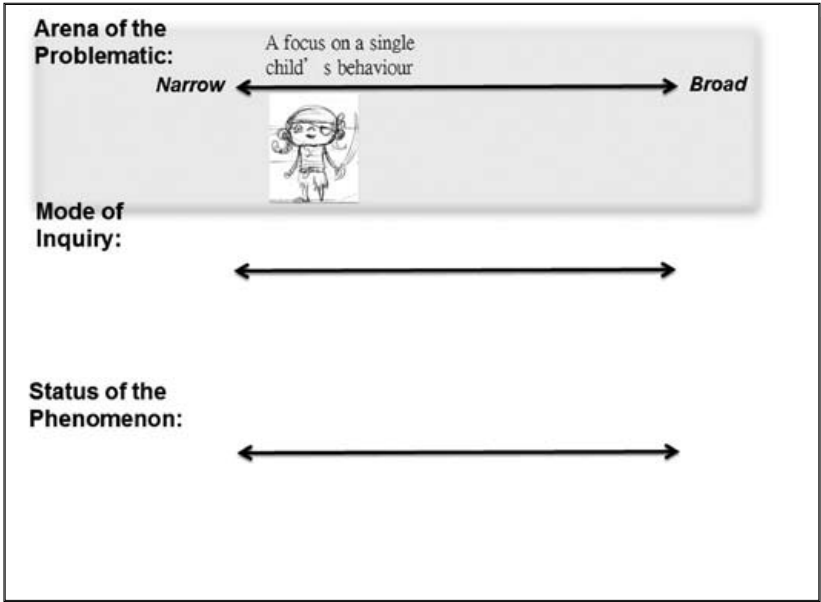 Arena of the
Problematic:
A focus on a single
child’ s behaviour
Narrow
Broad
Mode of
Inquiry:
Status of the
Phenomenon: